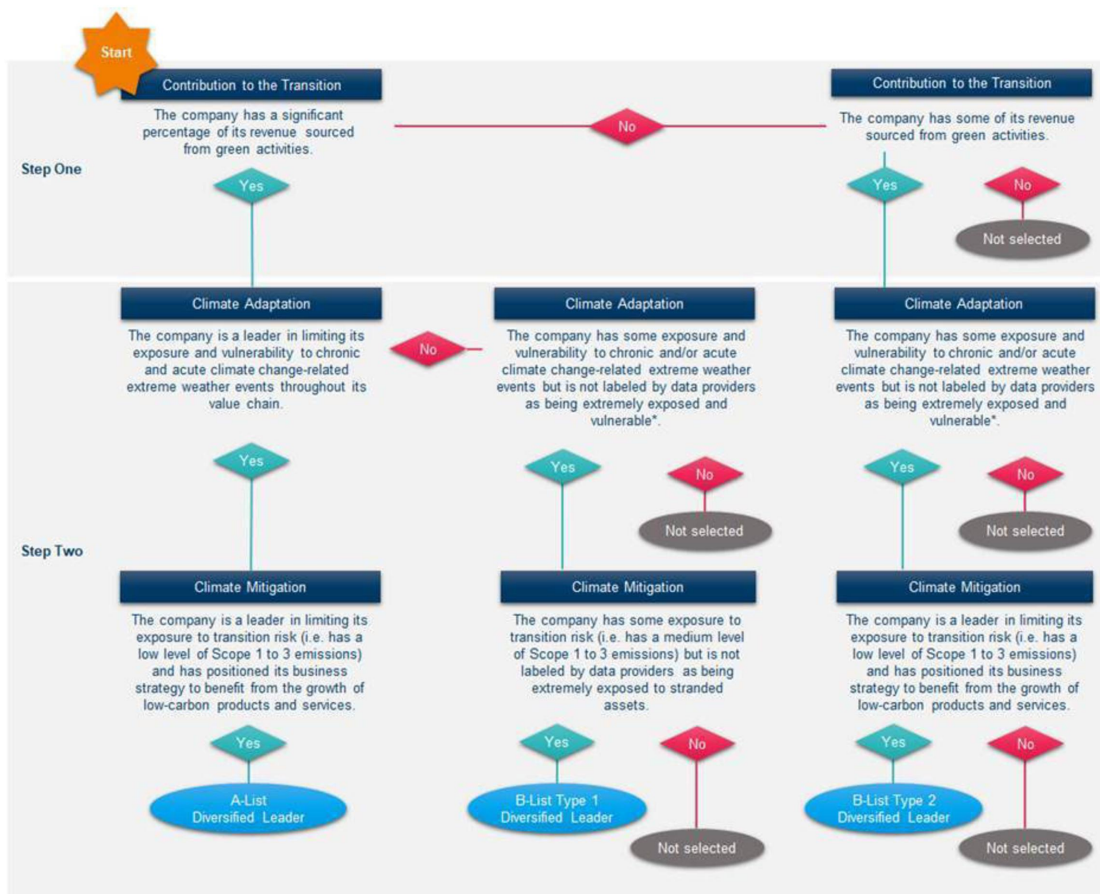 Start
Contribution to the Transition
The company has a significant
percentage of its revenue sourced
from green activities.
No
Contribution to the Transition
The company has some of its revenue
sourced from green activities.
Step One
Yes
Yes
No
Not selected
Climate Adaptation
The company is a leader in limiting its
exposure and vulnerability to chronic
and acute climate change-related
extreme weather events throughout its
value chain.
No
Climate Adaptation
The company has some exposure and
vulnerability to chronic and/or acute
climate change-related extreme weather
events but is not labeled by data providers
as being extremely exposed and
vulnerable*.
Climate Adaptation
The company has some exposure and
vulnerability to chronic and/or acute
climate change-related extreme weather
events but is not labeled by data providers
as being extremely exposed and
vulnerable*.
Yes
Yes
No
Not selected
Yes
No
Not selected
Step Two
Climate Mitigation
The company is a leader in limiting its
exposure to transition risk (i.e. has a
low level of Scope 1 to 3 emissions)
and has positioned its business
strategy to benefit from the growth of
low-carbon products and services.
Climate Mitigation
The company has some exposure to
transition risk (i.e. has a medium level
of Scope 1 to 3 emissions) but is not
labeled by data providers as being
extremely exposed to stranded
assets.
Climate Mitigation
The company is a leader in limiting its
exposure to transition risk (i.e. has a
low level of Scope 1 to 3 emissions)
and has positioned its business
strategy to benefit from the growth of
low-carbon products and services.
Yes
A-List
Diversified Leader
Yes
B-List Type 1
Diversified Leader
No
Not selected
Yes
B-List Type 2
Diversified Leader
No
Not selected